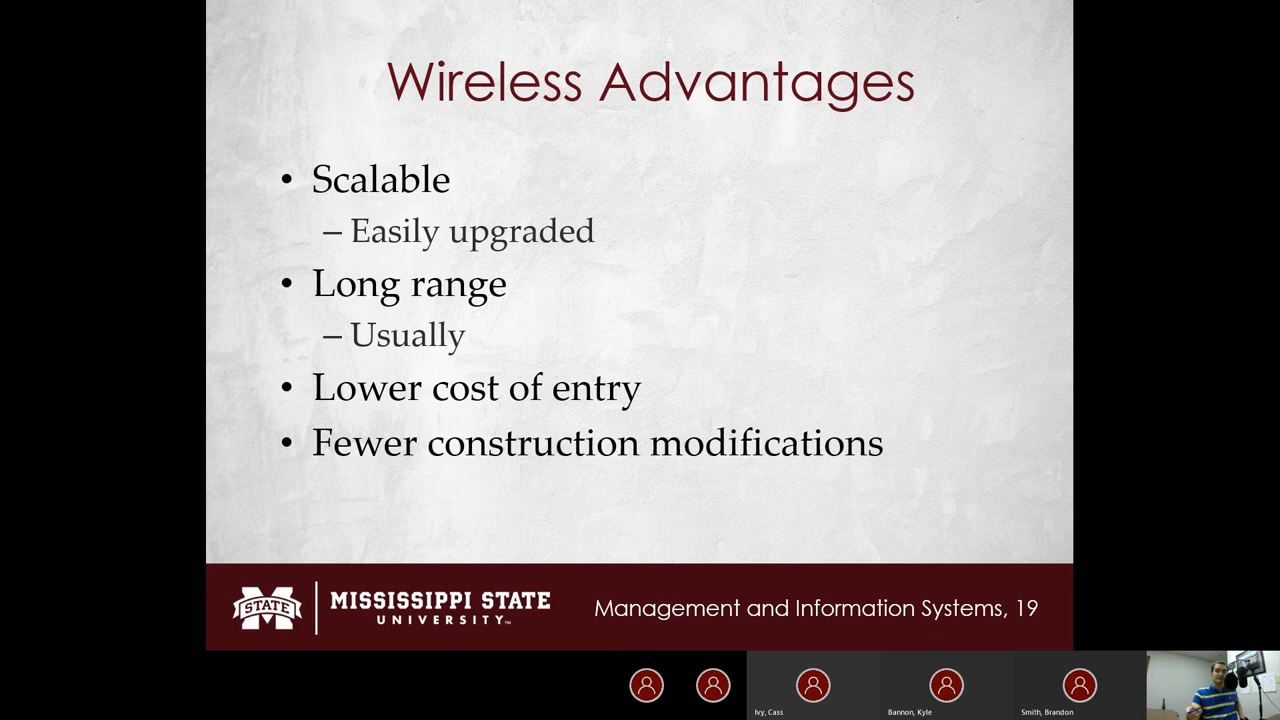 Wireless Advantages
• Scalable
– Easily upgraded
• Long range
– Usually
• Lower cost of entry
• Fewer construction modifications
STATE
MISSISSIPPI STATE
UNIVERSITY™
Management and Information Systems, 19
Ivy, Cass
Bannon, Kyle
Smith, Brandon